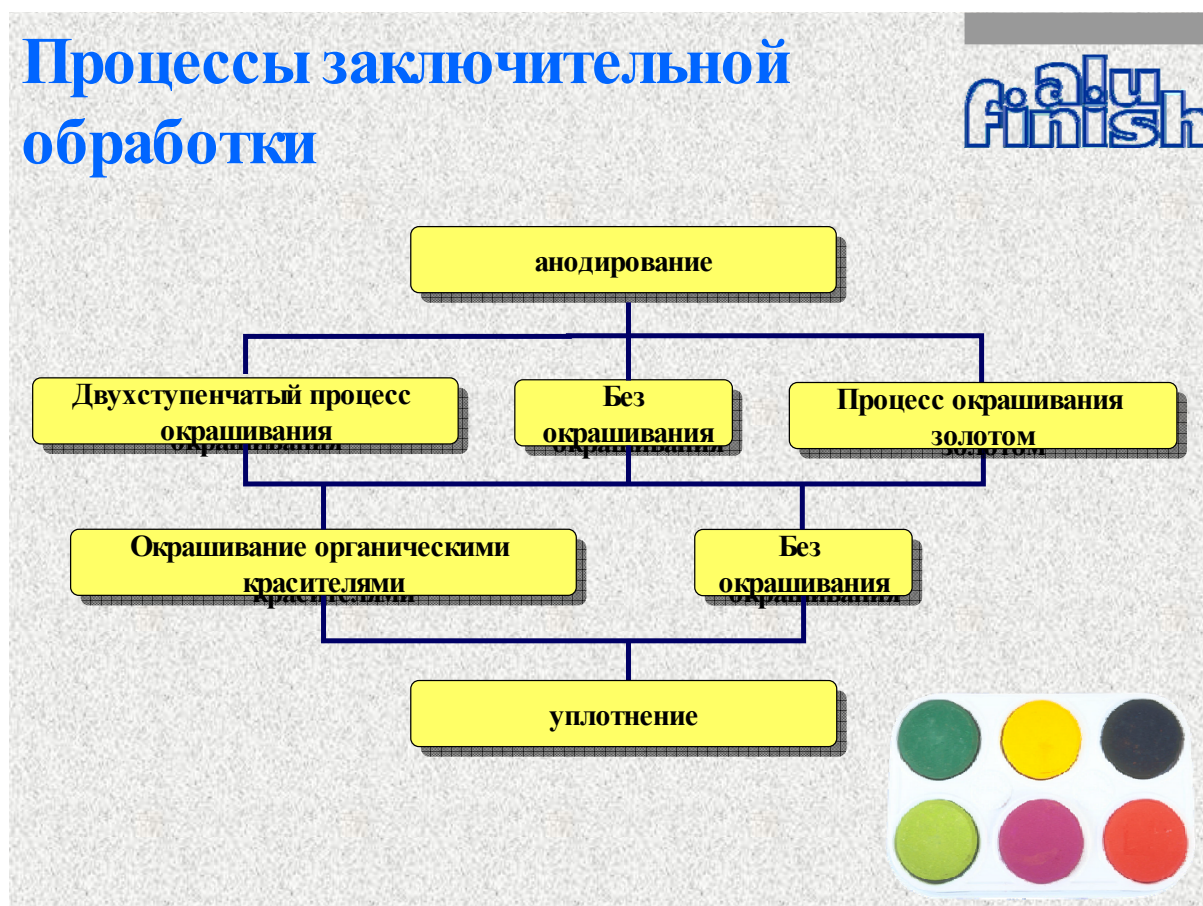 Процессы заключительной
обработки
alu
finish
анодирование
Двухступенчатый процесс
окрашивания
Без
окрашивания
Процесс окрашивания
золотом
Окрашивание органическими
красителями
Без
окрашивания
уплотнение